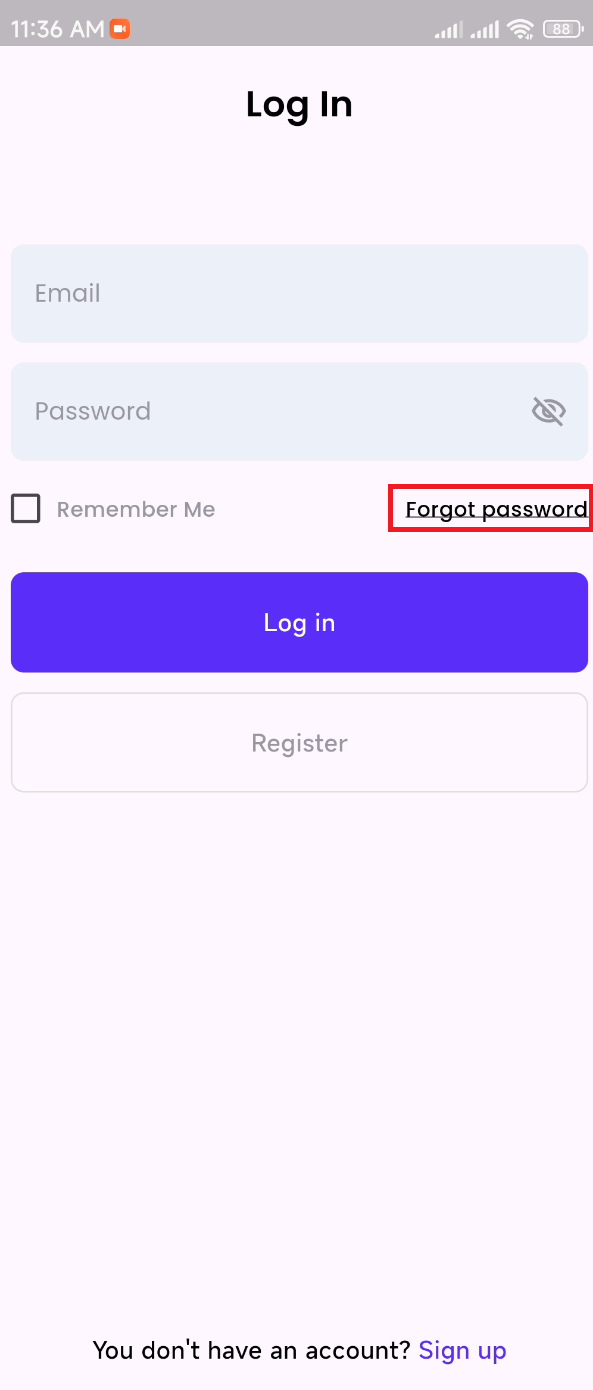 11:36 AM 88
Log In
Email
Password
Remember Me Forgot password
Log in
Register
You don't have an account? Sign up